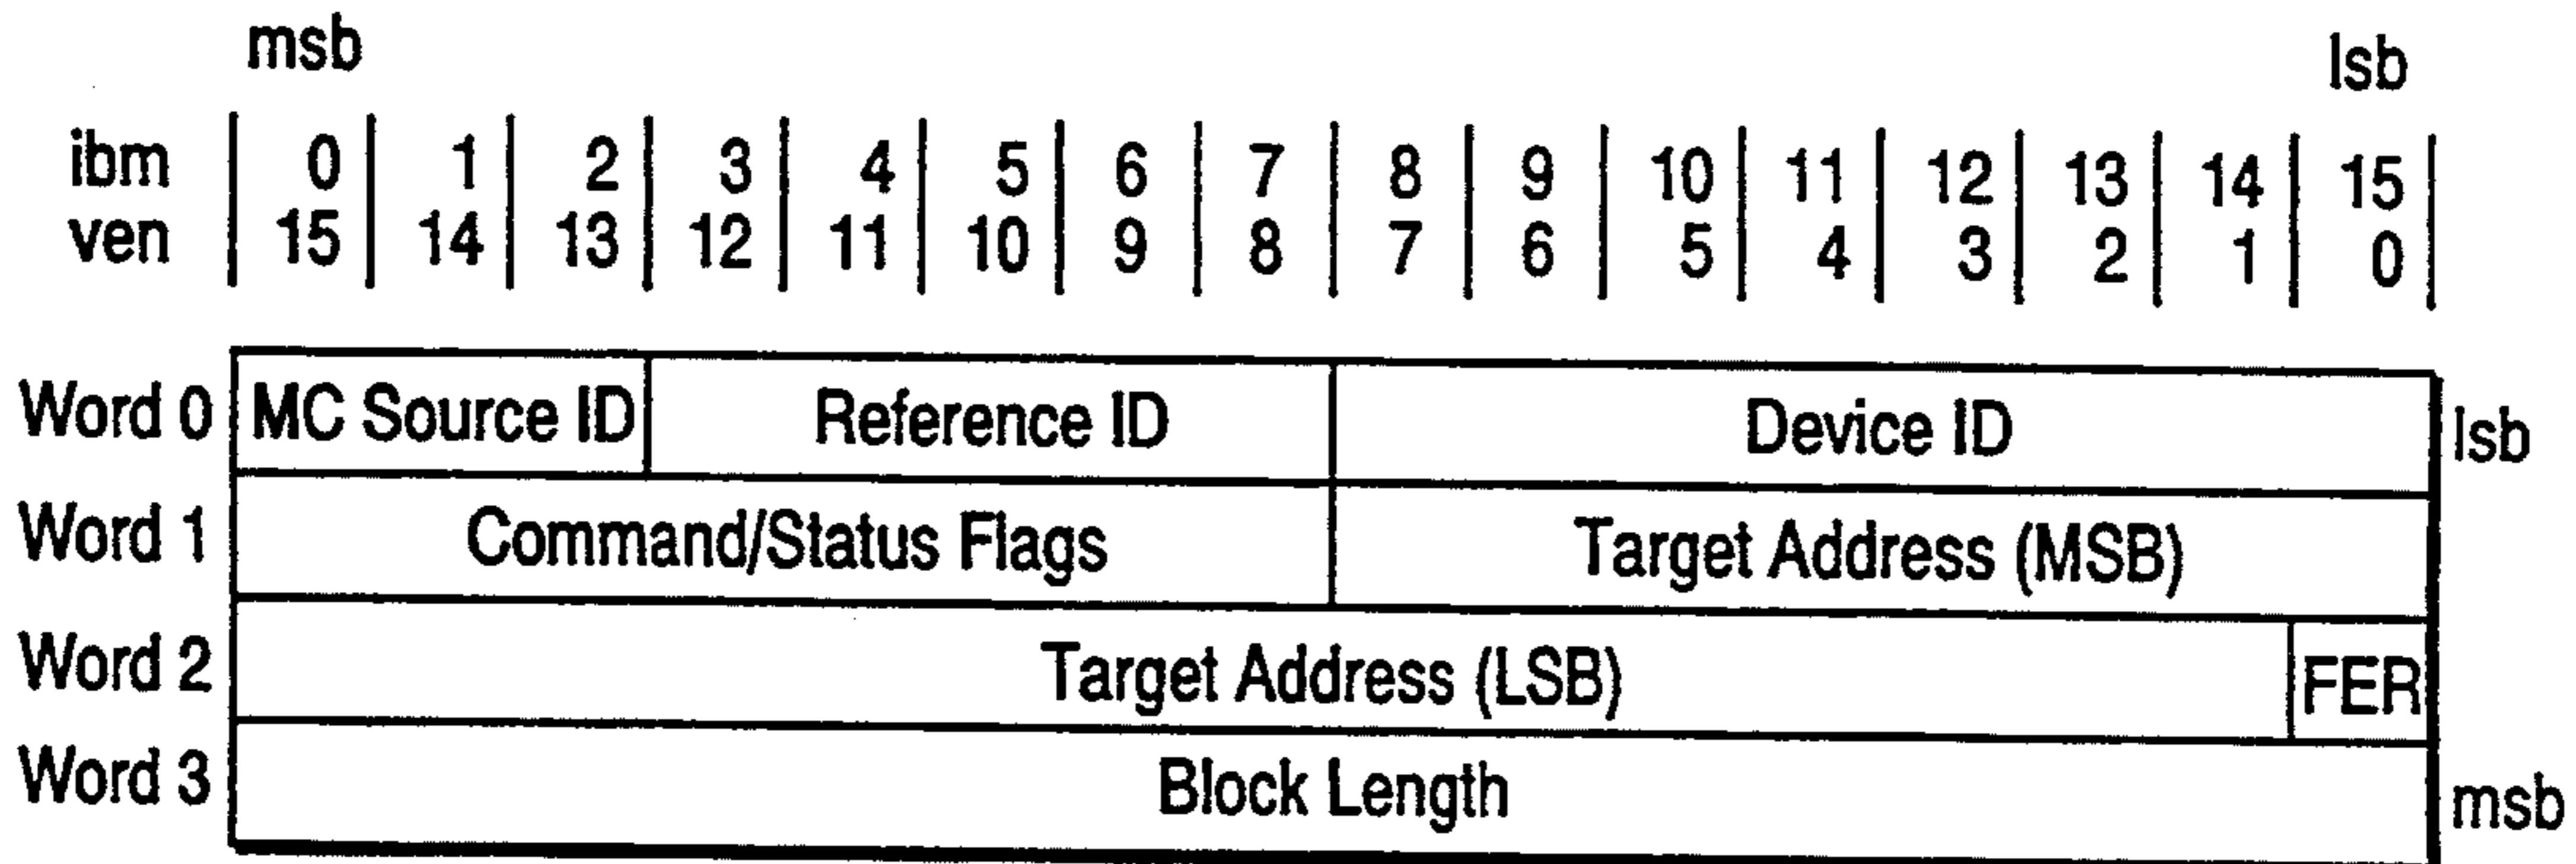 msb lsb
ibm 0 1 2 3 4 5 6 7 8 9 10 11 12 13 14 15
ven 15 14 13 12 11 10 9 8 7 6 5 4 3 2 1 0
Word 0 MC Source ID Reference ID Device ID lsb
Word 1 Command/Status Flags Target Address (MSB)
Word 2 Target Address (LSB) FER
Word 3 Block Length msb